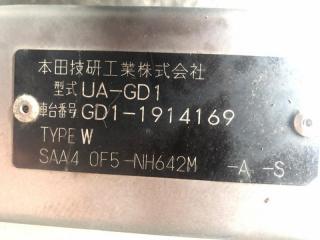 本田技研工業株式会社
型式 UA-GD1
車台番号 GD1-1914169
TYPE W
SAA4 0F5-NH642M -A -S